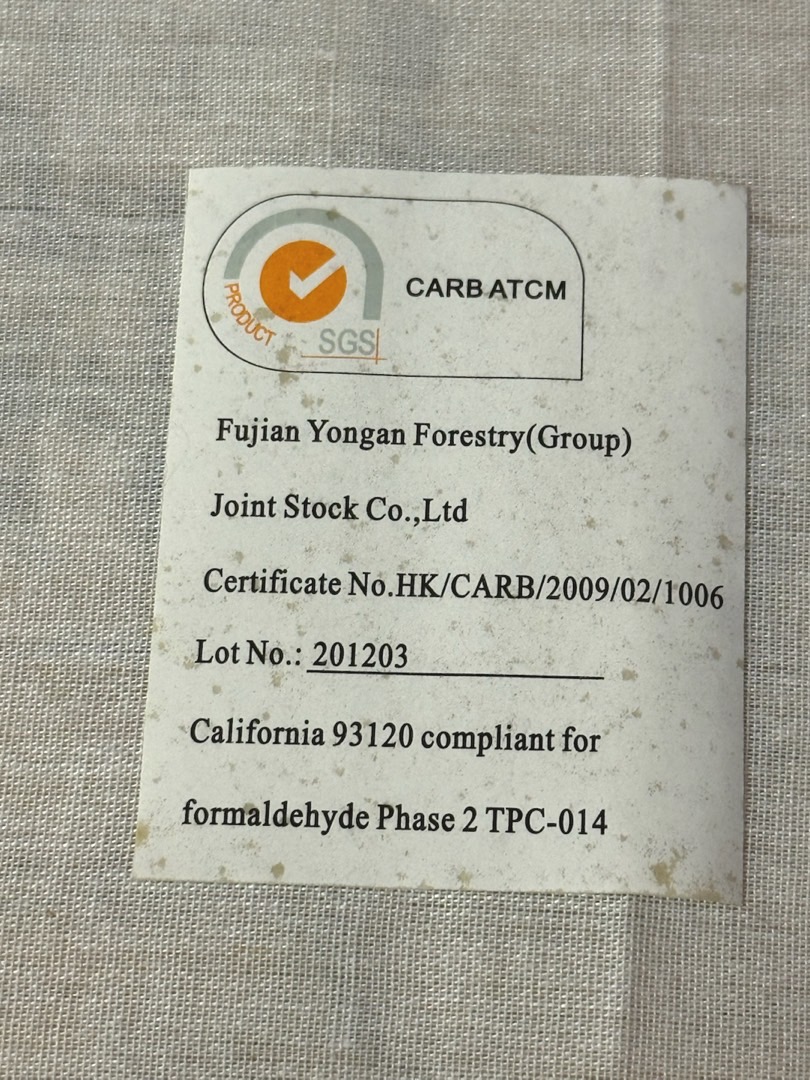 PRODUCT
SGS
CARB ATCM
Fujian Yongan Forestry(Group)
Joint Stock Co.,Ltd
Certificate No.HK/CARB/2009/02/1006
Lot No.: 201203
California 93120 compliant for
formaldehyde Phase 2 TPC-014